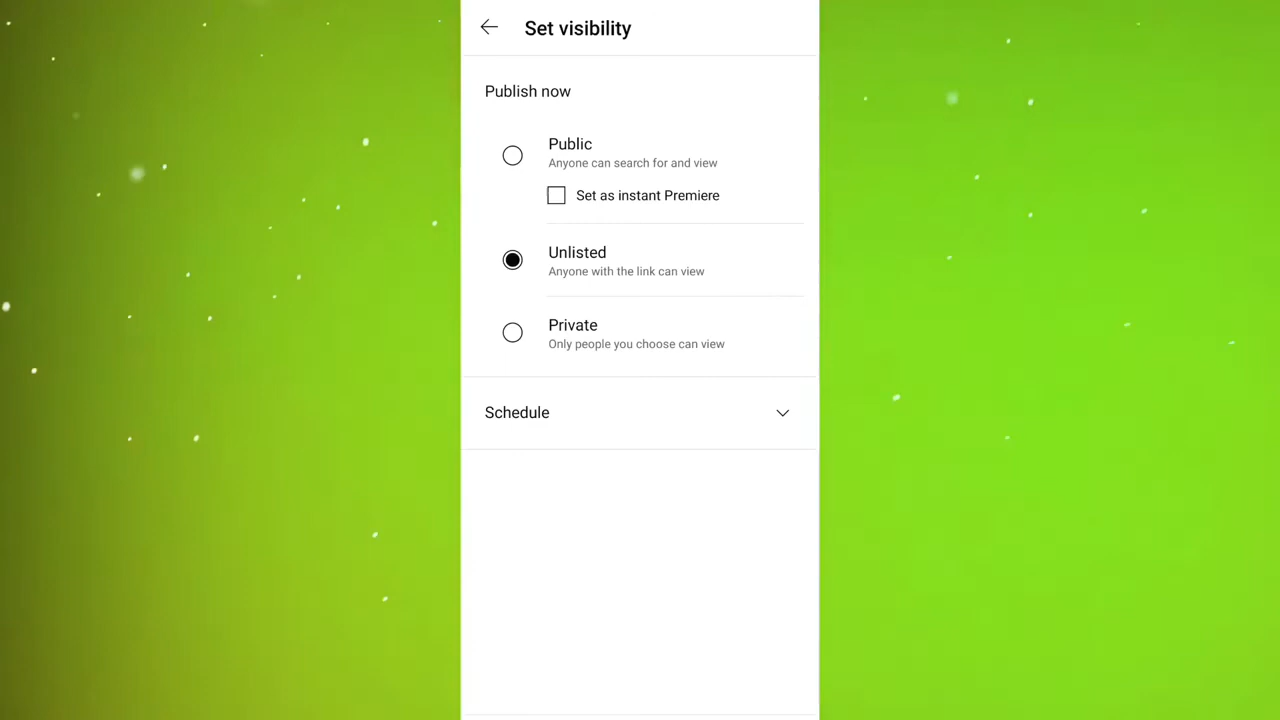 Set visibility
Publish now
Public
Anyone can search for and view
Set as instant Premiere
Unlisted
Anyone with the link can view
Private
Only people you choose can view
Schedule